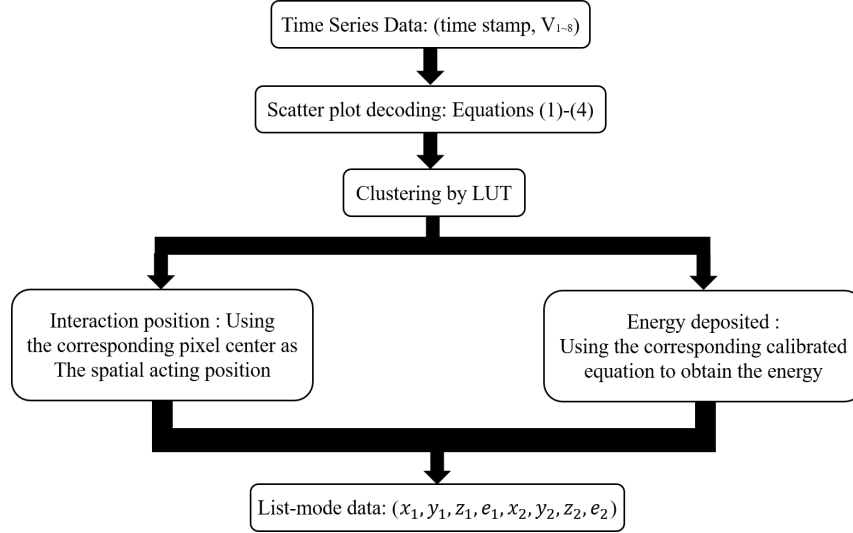 Time Series Data: (time stamp, V₁~₈)
Scatter plot decoding: Equations (1)-(4)
Clustering by LUT
Interaction position : Using
the corresponding pixel center as
The spatial acting position
Energy deposited :
Using the corresponding calibrated
equation to obtain the energy
List-mode data: (x₁, y₁, z₁, e₁, x₂, y₂, z₂, e₂)